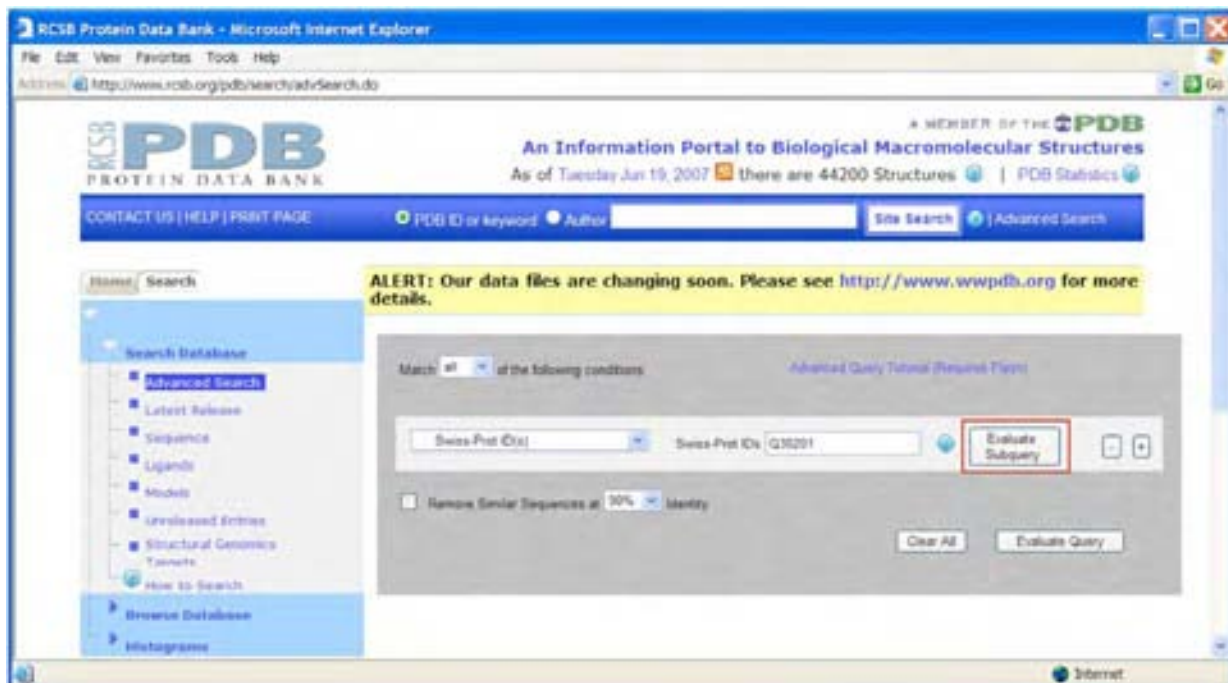 RCSB Protein Data Bank - Microsoft Internet Explorer
File Edit View Favorites Tools Help
Address http://www.rcsb.org/pdb/search/advSearch.do Go
A MEMBER OF THE PDB
RCSB PDB
PROTEIN DATA BANK
An Information Portal to Biological Macromolecular Structures
As of Tuesday Jun 19, 2007 there are 44200 Structures | PDB Statistics
CONTACT US | HELP | PRINT PAGE PDB ID or keyword Author Site Search | Advanced Search
Home Search
ALERT: Our data files are changing soon. Please see http://www.wwpdb.org for more
details.
Search Database
Advanced Search
Latest Release
Sequence
Ligands
Models
Unreleased Entries
Structural Genomics
Targets
How to Search
Browse Database
Histograms
Match all of the following conditions Advanced Query Tutorial (Requires Flash)
Swiss-Prot ID(s) Swiss-Prot IDs Q30201 Evaluate
Subquery - +
Remove Similar Sequences at 90% Identity
Clear All Evaluate Query
Internet